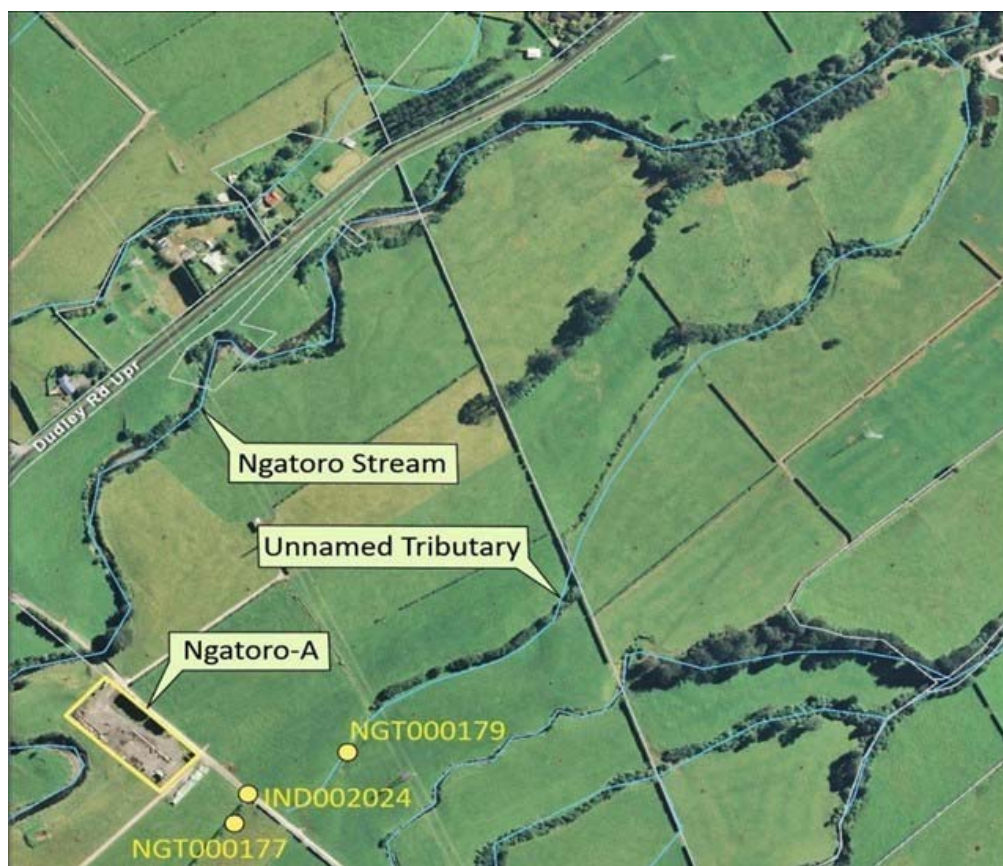 Dudley Rd Upr
Ngatoro Stream
Unnamed Tributary
Ngatoro-A
NGT000179
IND002024
NGT000177